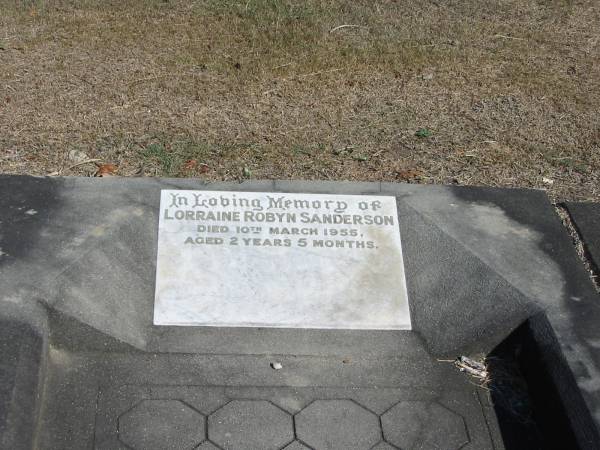 In Loving Memory of
LORRAINE ROBYN SANDERSON
DIED 10TH MARCH 1955,
AGED 2 YEARS 5 MONTHS.